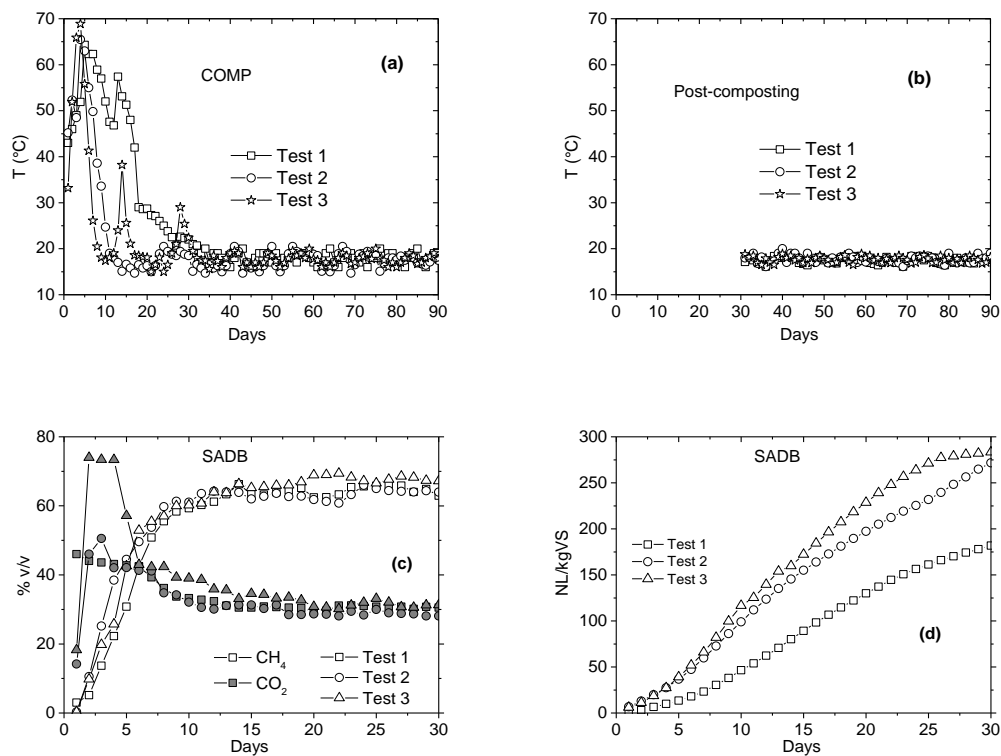 70
60
50
40
30
20
10
T (°C)
COMP
(a)
Test 1
Test 2
Test 3
0 10 20 30 40 50 60 70 80 90
Days
70
60
50
40
30
20
10
T (°C)
(b)
Post-composting
Test 1
Test 2
Test 3
0 10 20 30 40 50 60 70 80 90
Days
80
60
40
20
0
% v/v
SADB
(c)
CH₄
CO₂
Test 1
Test 2
Test 3
0 5 10 15 20 25 30
Days
300
250
200
150
100
50
0
NL/kgVS
SADB
Test 1
Test 2
Test 3
(d)
0 5 10 15 20 25 30
Days